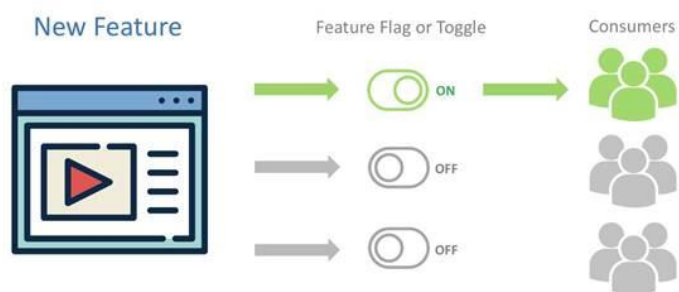 New Feature
Feature Flag or Toggle
Consumers
ON
OFF
OFF